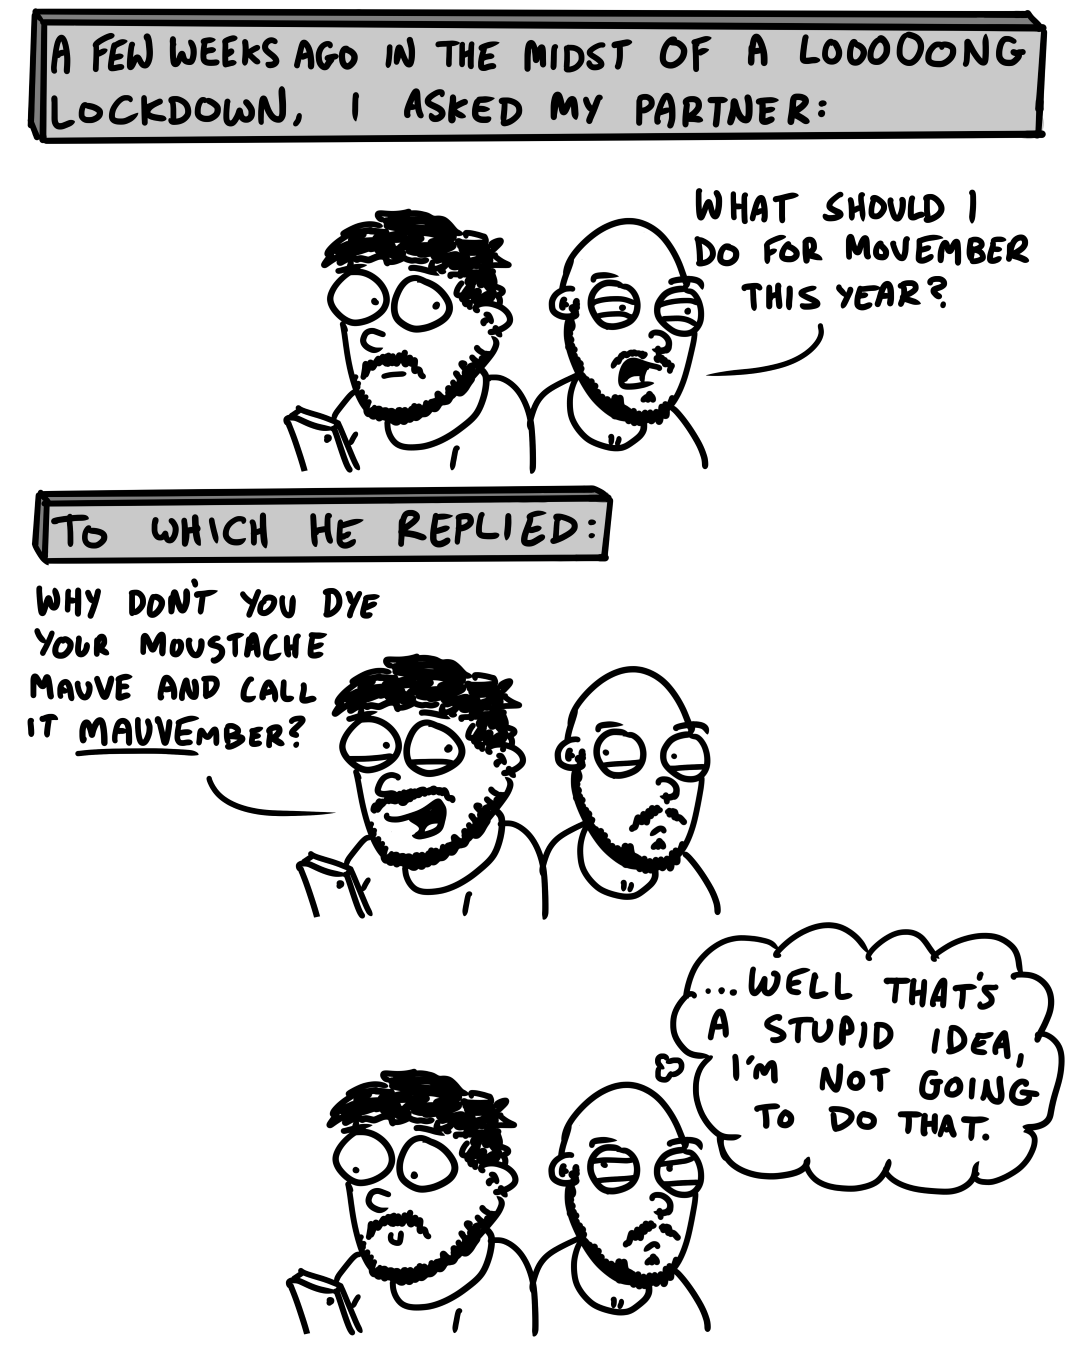 A FEW WEEKS AGO IN THE MIDST OF A LOOOOONG
LOCKDOWN, I ASKED MY PARTNER:
WHAT SHOULD I
DO FOR MOVEMBER
THIS YEAR?
TO WHICH HE REPLIED:
WHY DON'T YOU DYE
YOUR MOUSTACHE
MAUVE AND CALL
IT MAUVEMBER?
...WELL THAT'S
A STUPID IDEA,
I'M NOT GOING
TO DO THAT.